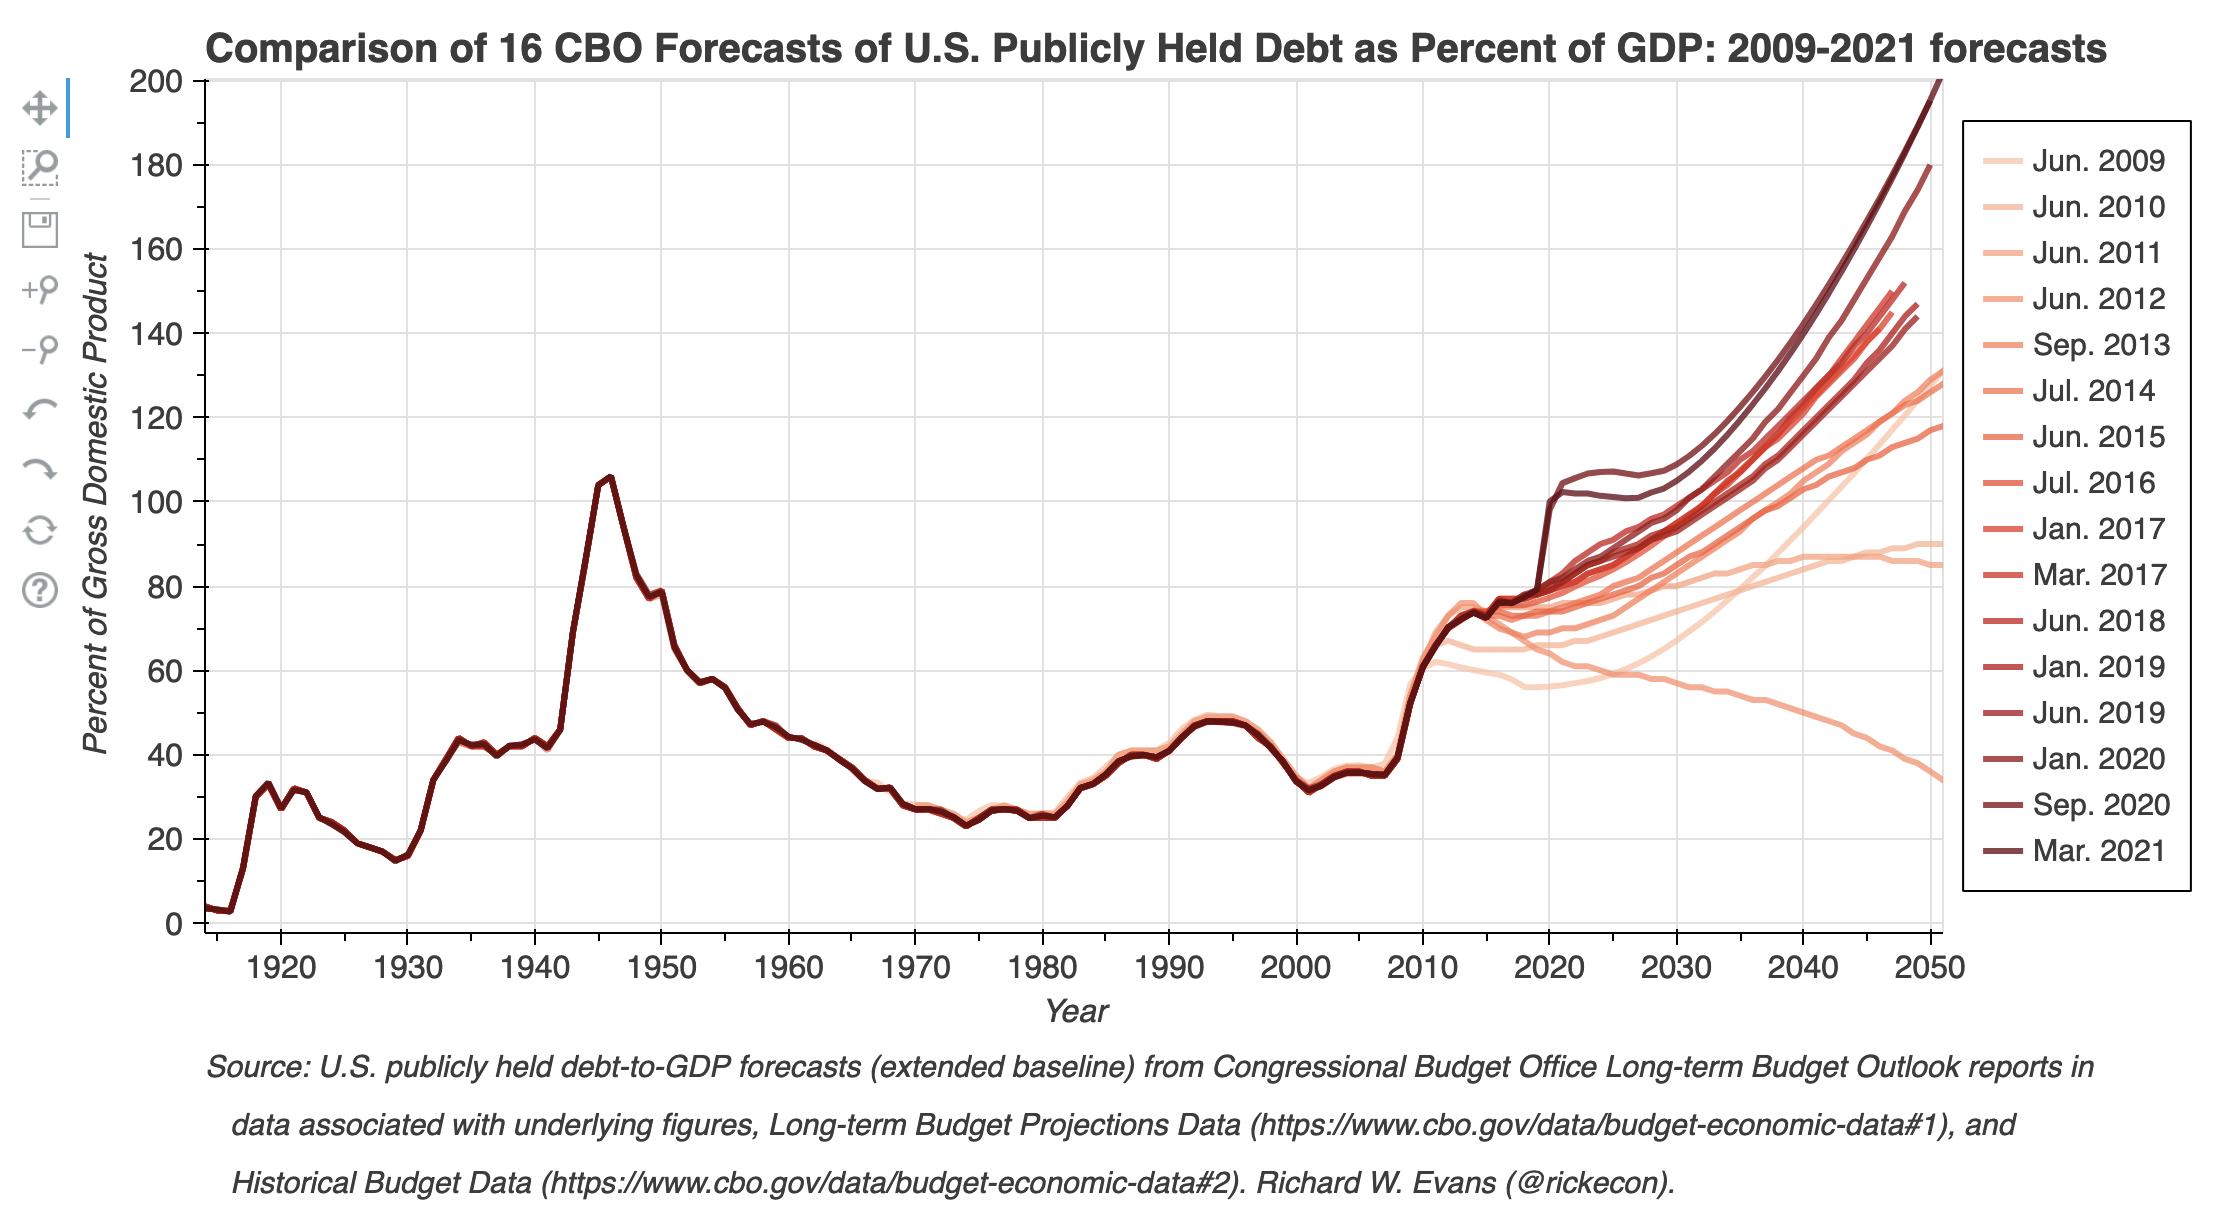 Comparison of 16 CBO Forecasts of U.S. Publicly Held Debt as Percent of GDP: 2009-2021 forecasts
200
180
160
140
120
100
80
60
40
20
0
Percent of Gross Domestic Product
1920 1930 1940 1950 1960 1970 1980 1990 2000 2010 2020 2030 2040 2050
Year
Jun. 2009
Jun. 2010
Jun. 2011
Jun. 2012
Sep. 2013
Jul. 2014
Jun. 2015
Jul. 2016
Jan. 2017
Mar. 2017
Jun. 2018
Jan. 2019
Jun. 2019
Jan. 2020
Sep. 2020
Mar. 2021
Source: U.S. publicly held debt-to-GDP forecasts (extended baseline) from Congressional Budget Office Long-term Budget Outlook reports in
data associated with underlying figures, Long-term Budget Projections Data (https://www.cbo.gov/data/budget-economic-data#1), and
Historical Budget Data (https://www.cbo.gov/data/budget-economic-data#2). Richard W. Evans (@rickecon).